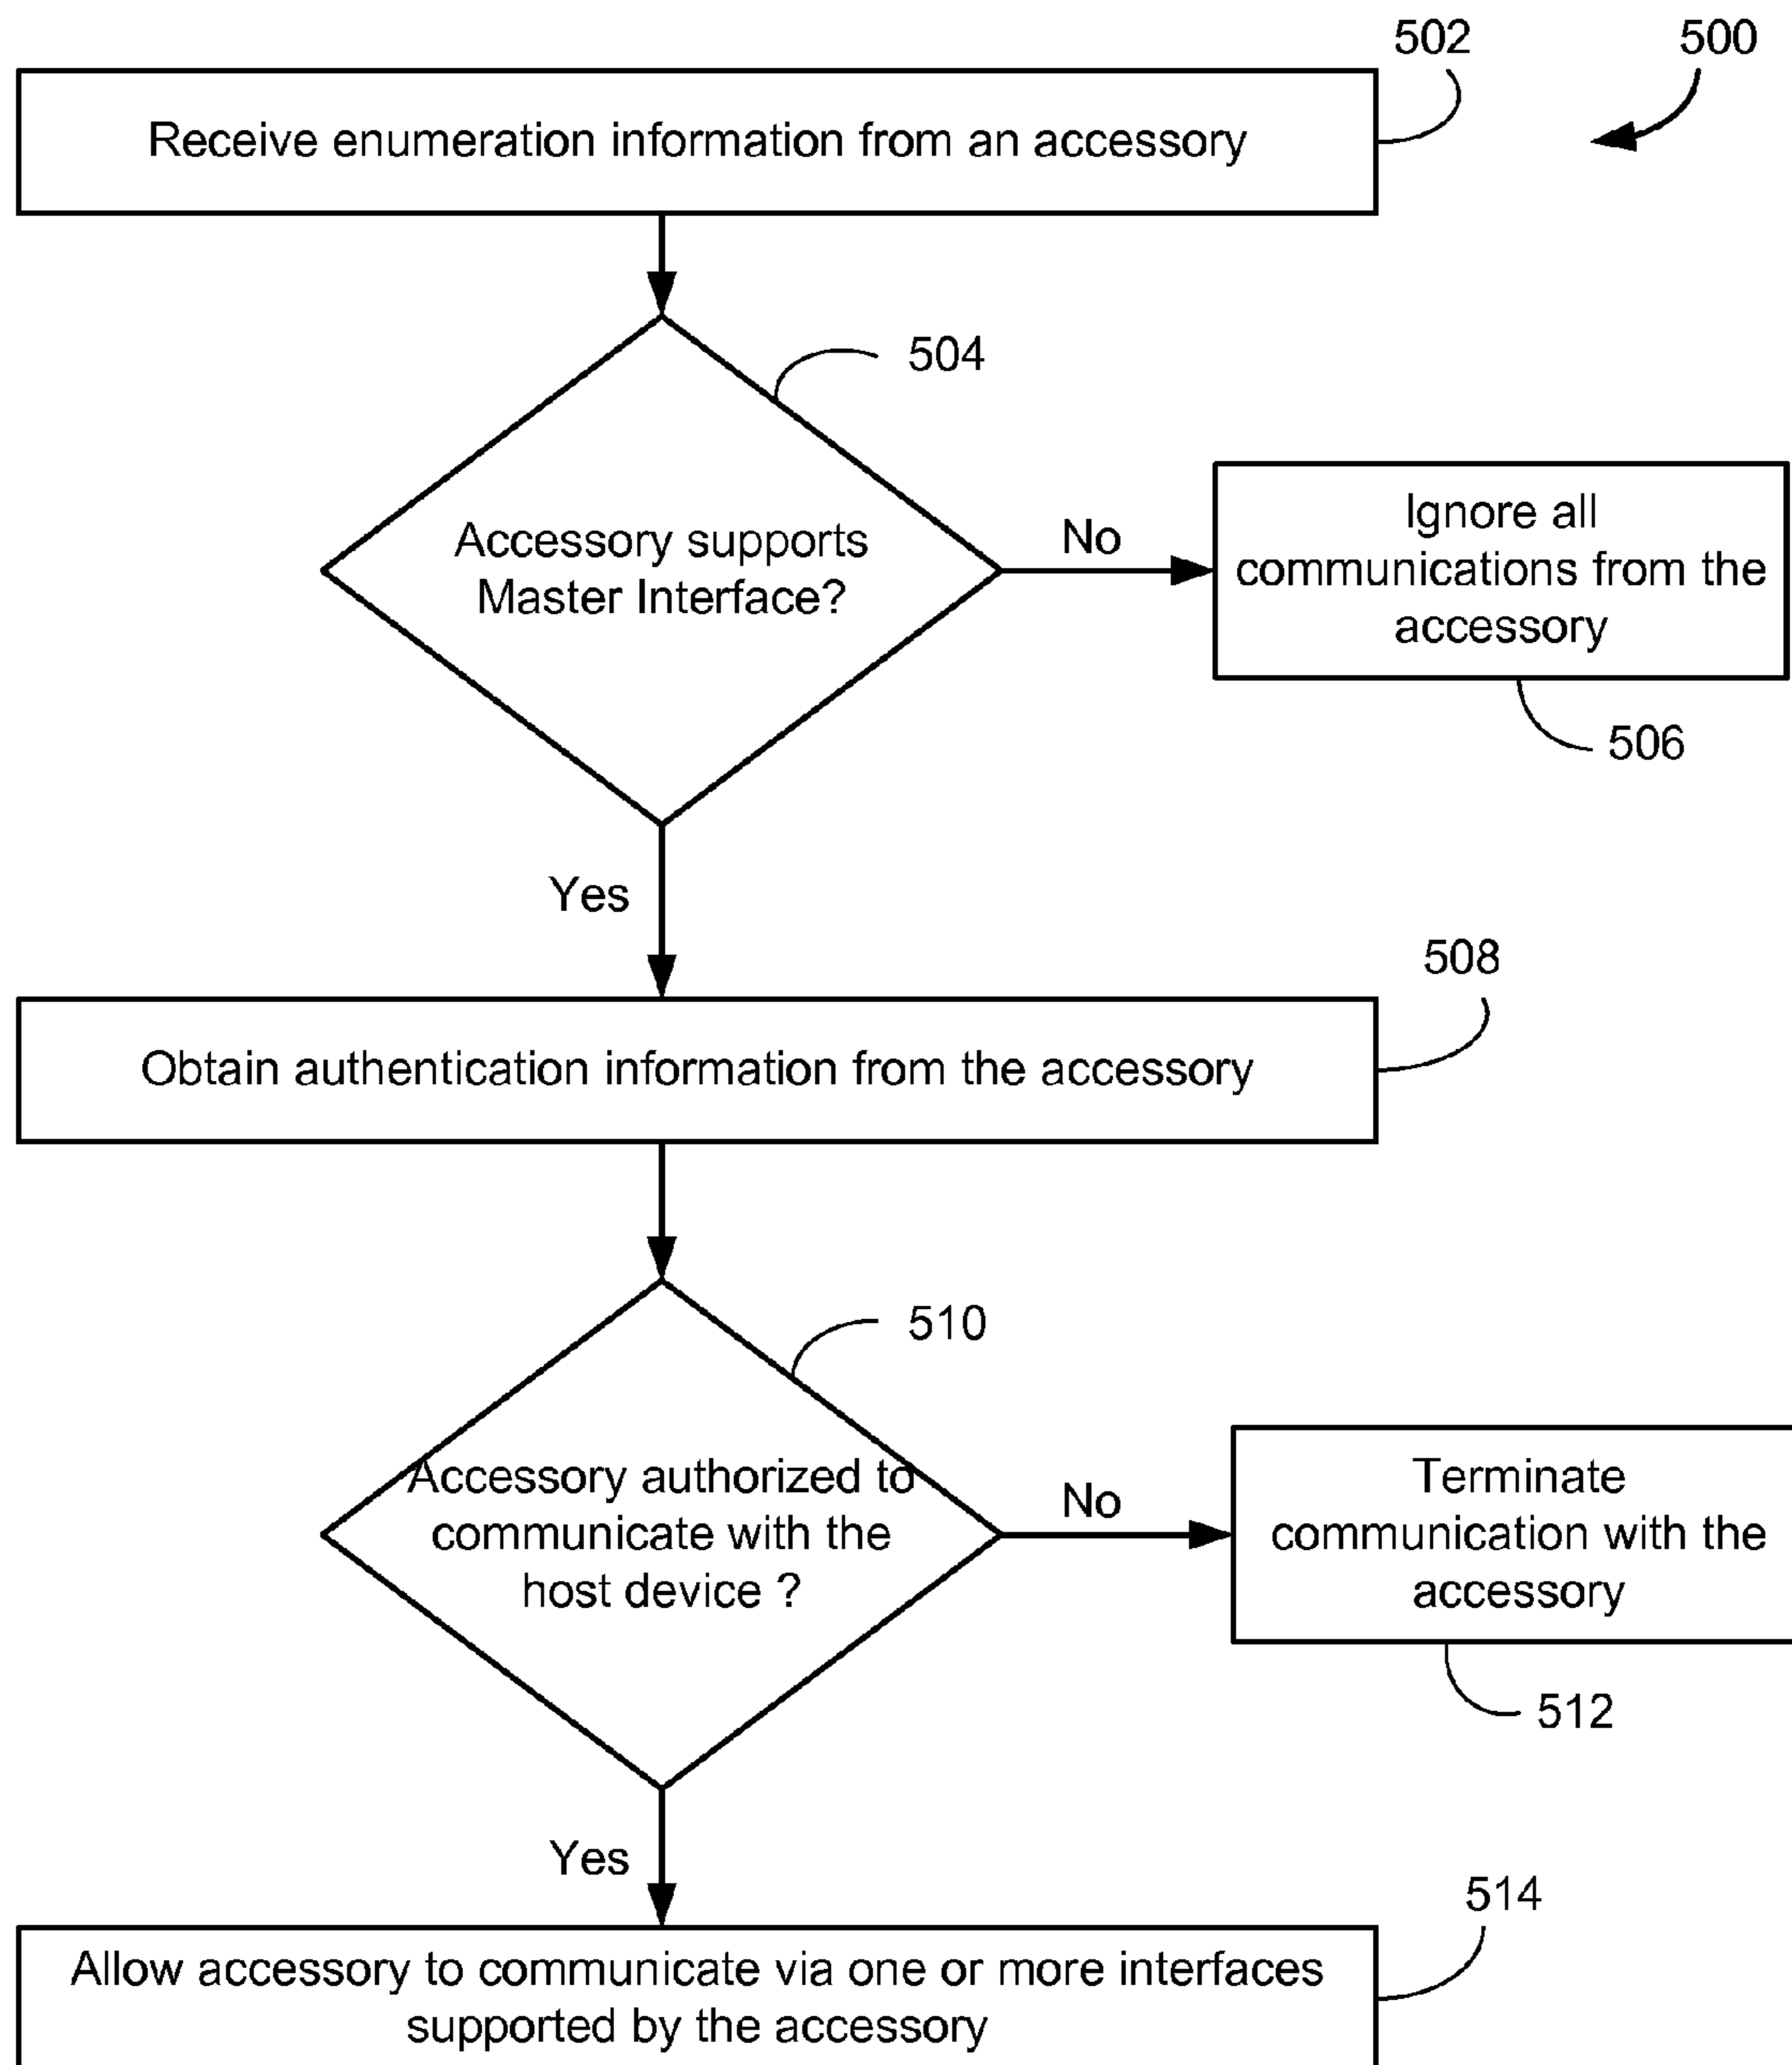 502
500
Receive enumeration information from an accessory
504
Accessory supports
Master Interface?
No
Ignore all
communications from the
accessory
506
Yes
508
Obtain authentication information from the accessory
510
Accessory authorized to
communicate with the
host device ?
No
Terminate
communication with the
accessory
512
Yes
514
Allow accessory to communicate via one or more interfaces
supported by the accessory